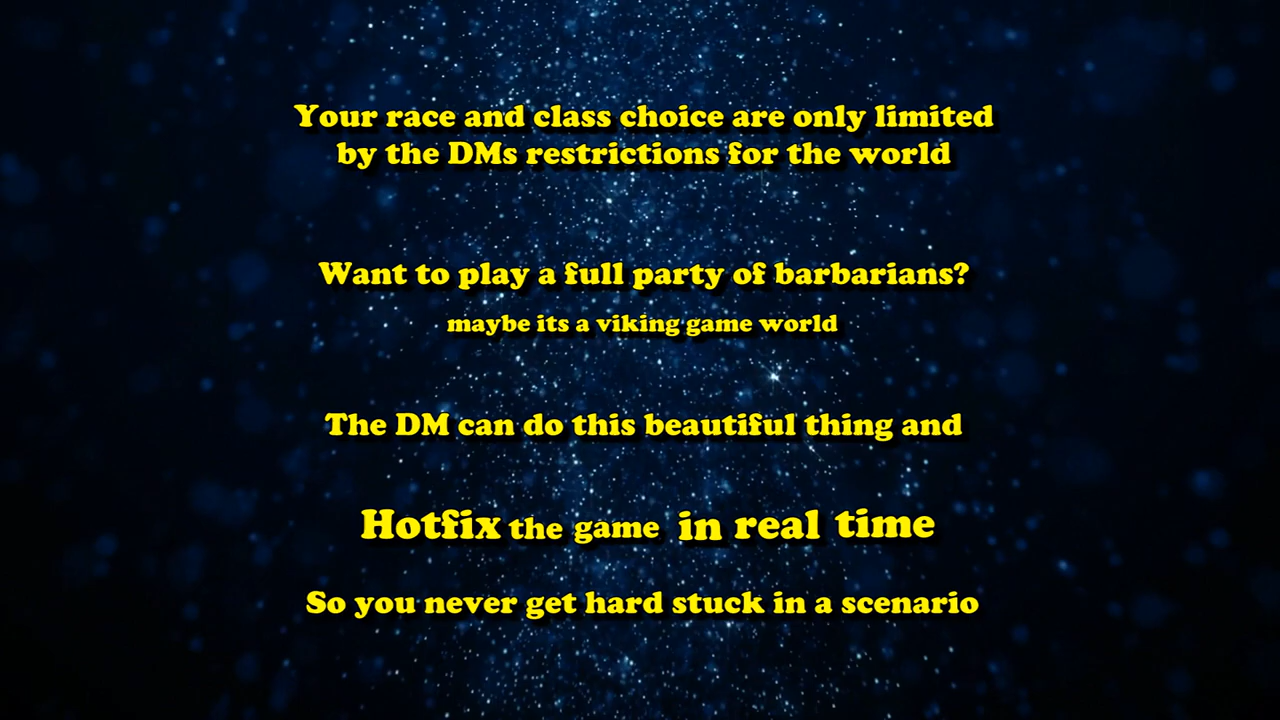 Your race and class choice are only limited
by the DMs restrictions for the world
Want to play a full party of barbarians?
maybe its a viking game world
The DM can do this beautiful thing and
Hotfix the game in real time
So you never get hard stuck in a scenario